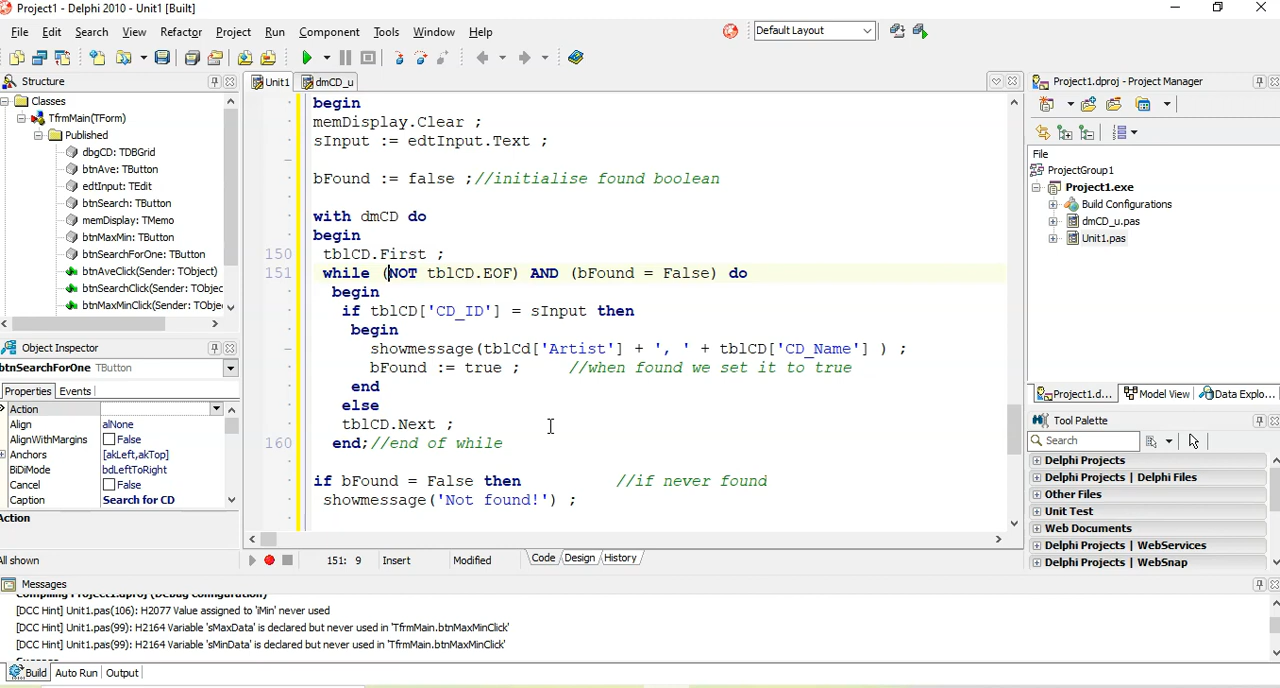 Project1 - Delphi 2010 - Unit1 [Built]
File Edit Search View Refactor Project Run Component Tools Window Help
Default Layout
Structure
Classes
TfrmMain(TForm)
Published
dbgCD: TDBGrid
btnAve: TButton
edtInput: TEdit
btnSearch: TButton
memDisplay: TMemo
btnMaxMin: TButton
btnSearchForOne: TButton
btnAveClick(Sender: TObject)
btnSearchClick(Sender: TObjec
btnMaxMinClick(Sender: TObje
Object Inspector
btnSearchForOne TButton
Properties Events
Action
Align alNone
AlignWithMargins False
Anchors [akLeft,akTop]
BiDiMode bdLeftToRight
Cancel False
Caption Search for CD
Action
All shown
Unit1 dmCD_u
begin
memDisplay.Clear ;
sInput := edtInput.Text ;
bFound := false ;//initialise found boolean
with dmCD do
begin
150 tblCD.First ;
151 while (NOT tblCD.EOF) AND (bFound = False) do
begin
if tblCD['CD_ID'] = sInput then
begin
showmessage(tblCd['Artist'] + ', ' + tblCD['CD_Name'] ) ;
bFound := true ; //when found we set it to true
end
else
tblCD.Next ;
160 end;//end of while
if bFound = False then //if never found
showmessage('Not found!') ;
151: 9 Insert Modified Code Design History
Project1.dproj - Project Manager
File
ProjectGroup1
Project1.exe
Build Configurations
dmCD_u.pas
Unit1.pas
Project1.d... Model View Data Explo...
Tool Palette
Search
Delphi Projects
Delphi Projects | Delphi Files
Other Files
Unit Test
Web Documents
Delphi Projects | WebServices
Delphi Projects | WebSnap
Messages
Compiling Project1.dproj (Debug configuration)
[DCC Hint] Unit1.pas(106): H2077 Value assigned to 'iMin' never used
[DCC Hint] Unit1.pas(99): H2164 Variable 'sMaxData' is declared but never used in 'TfrmMain.btnMaxMinClick'
[DCC Hint] Unit1.pas(99): H2164 Variable 'sMinData' is declared but never used in 'TfrmMain.btnMaxMinClick'
Success
Build Auto Run Output